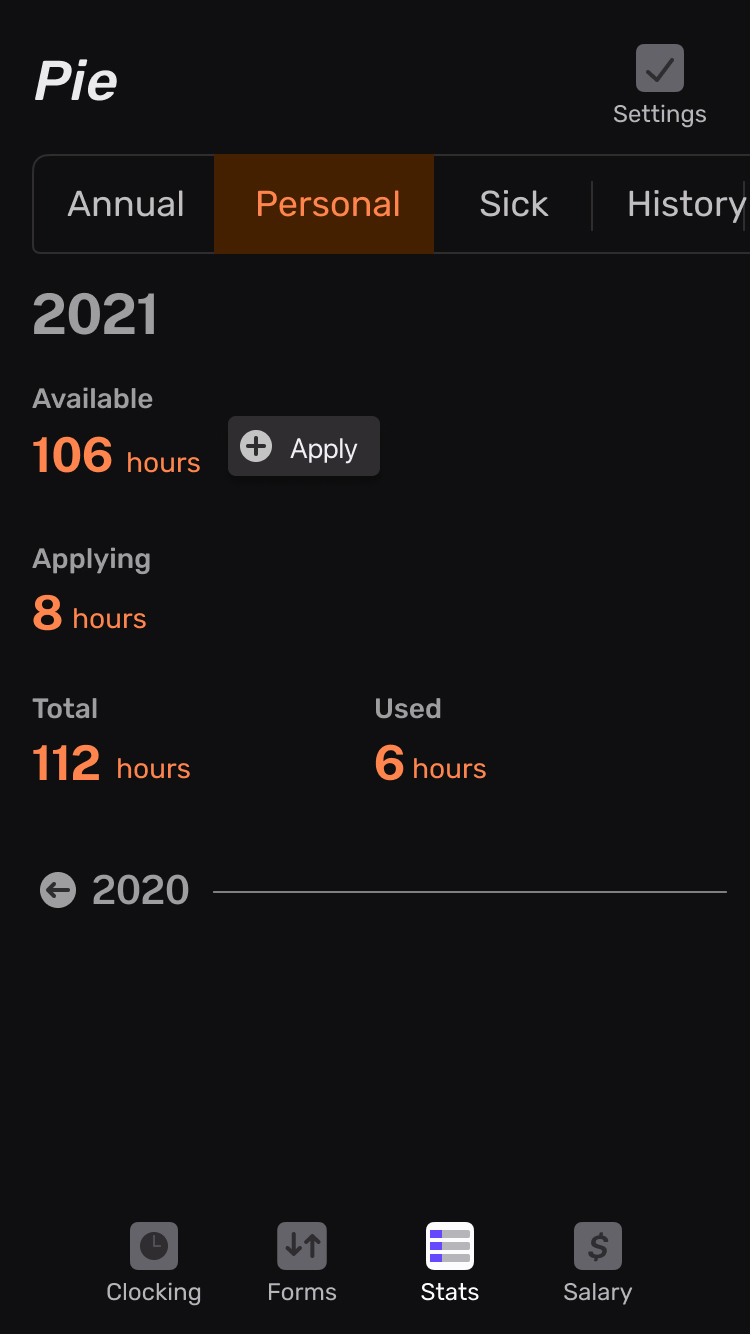 Pie
Settings
Annual Personal Sick History
2021
Available
106 hours Apply
Applying
8 hours
Total Used
112 hours 6 hours
2020
Clocking Forms Stats Salary